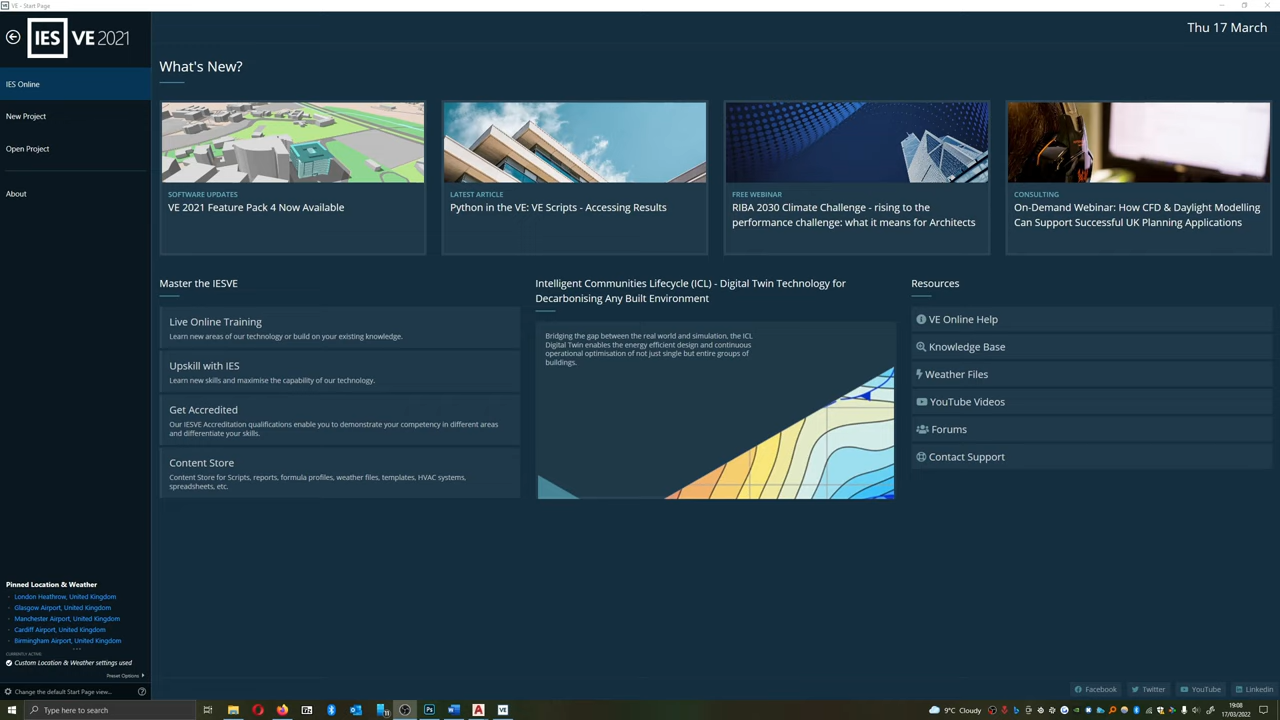 VE - Start Page
IES VE 2021
Thu 17 March
IES Online
New Project
Open Project
About
What's New?
SOFTWARE UPDATES
VE 2021 Feature Pack 4 Now Available
LATEST ARTICLE
Python in the VE: VE Scripts - Accessing Results
FREE WEBINAR
RIBA 2030 Climate Challenge - rising to the
performance challenge: what it means for Architects
CONSULTING
On-Demand Webinar: How CFD & Daylight Modelling
Can Support Successful UK Planning Applications
Master the IESVE
Live Online Training
Learn new areas of our technology or build on your existing knowledge.
Upskill with IES
Learn new skills and maximise the capability of our technology.
Get Accredited
Our IESVE Accreditation qualifications enable you to demonstrate your competency in different areas
and differentiate your skills.
Content Store
Content Store for Scripts, reports, formula profiles, weather files, templates, HVAC systems,
spreadsheets, etc.
Intelligent Communities Lifecycle (ICL) - Digital Twin Technology for
Decarbonising Any Built Environment
Bridging the gap between the real world and simulation, the ICL
Digital Twin enables the energy efficient design and continuous
operational optimisation of not just single but entire groups of
buildings.
Resources
VE Online Help
Knowledge Base
Weather Files
YouTube Videos
Forums
Contact Support
Pinned Location & Weather
London Heathrow, United Kingdom
Glasgow Airport, United Kingdom
Manchester Airport, United Kingdom
Cardiff Airport, United Kingdom
Birmingham Airport, United Kingdom
CURRENTLY ACTIVE
Custom Location & Weather settings used
Preset Options
Change the default Start Page view...
Facebook
Twitter
YouTube
Linkedin
Type here to search
9°C Cloudy
19:08
17/03/2022